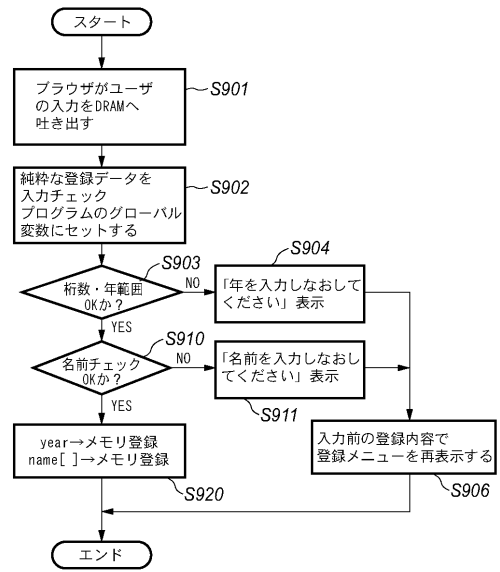 スタート
ブラウザがユーザ
の入力をDRAMへ
吐き出す
S901
純粋な登録データを
入力チェック
プログラムのグローバル
変数にセットする
S902
桁数・年範囲
OKか？
S903
NO
YES
「年を入力しなおして
ください」表示
S904
名前チェック
OKか？
S910
NO
YES
「名前を入力しなおし
てください」表示
S911
year→メモリ登録
name[ ]→メモリ登録
S920
入力前の登録内容で
登録メニューを再表示する
S906
エンド